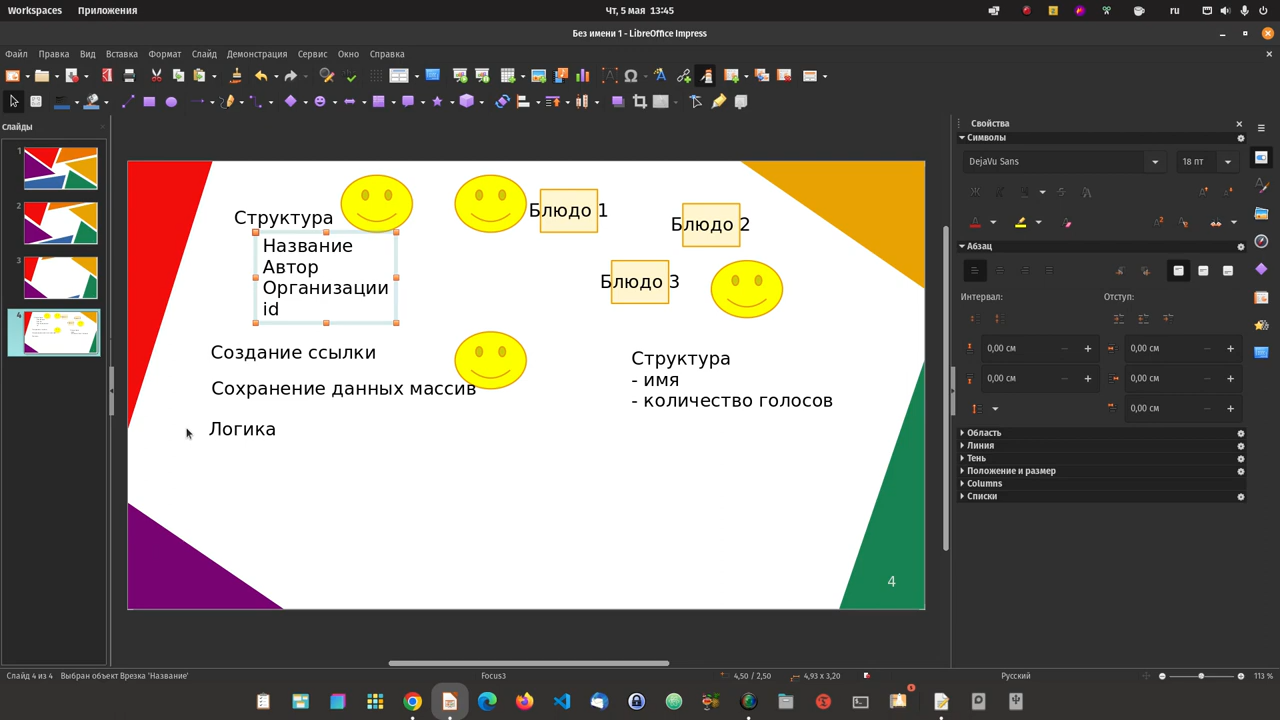 Workspaces Приложения Чт, 5 мая 13:45 ru
Без имени 1 - LibreOffice Impress
Файл Правка Вид Вставка Формат Слайд Демонстрация Сервис Окно Справка
Слайды
1
2
3
4
Структура
Название
Автор
Организации
id
Блюдо 1
Блюдо 2
Блюдо 3
Создание ссылки
Сохранение данных массив
Логика
Структура
- имя
- количество голосов
4
Свойства
Символы
DejaVu Sans 18 пт
Абзац
Интервал: Отступ:
0,00 см 0,00 см
0,00 см 0,00 см
0,00 см
Область
Линия
Тень
Положение и размер
Columns
Списки
Слайд 4 из 4 Выбран объект Врезка 'Название' Focus3 4,50 / 2,50 4,93 x 3,20 Русский 113 %